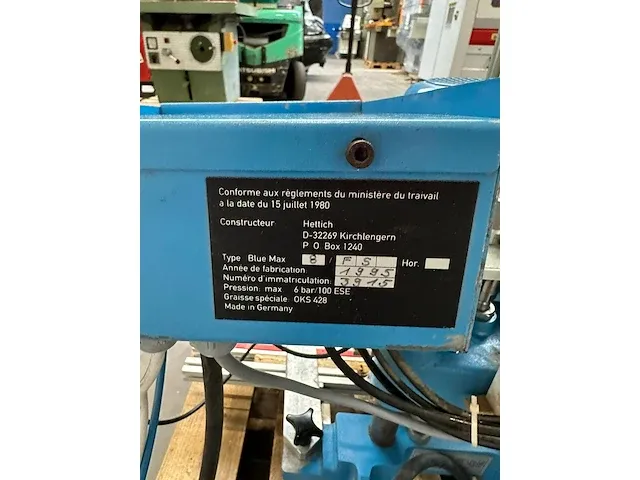 Conforme aux règlements du ministère du travail
a la date du 15 juillet 1980
Constructeur Hettich
D-32269 Kirchlengern
P O Box 1240
Type Blue Max 8 / F S Hor.
Année de fabrication: 1995
Numéro d'immatriculation: 3915
Pression: max 6 bar/100 ESE
Graisse spéciale: OKS 428
Made in Germany